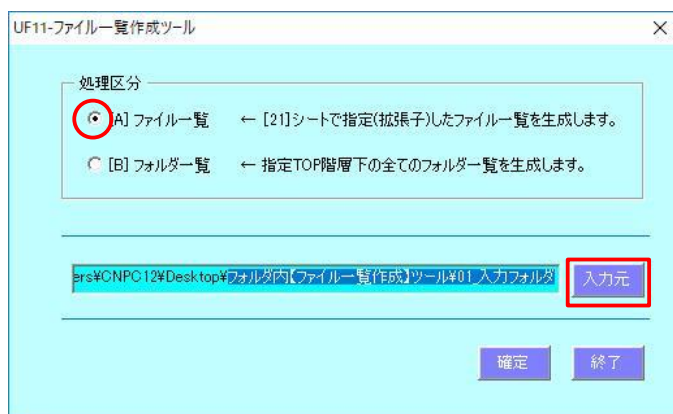 UF11-ファイル一覧作成ツール
処理区分
[A] ファイル一覧 ← [21]シートで指定(拡張子)したファイル一覧を生成します。
[B] フォルダ一覧 ← 指定TOP階層下の全てのフォルダ一覧を生成します。
ers¥CNPC12¥Desktop¥フォルダ内【ファイル一覧作成】ツール¥01_入力フォルダ 入力元
確定 終了